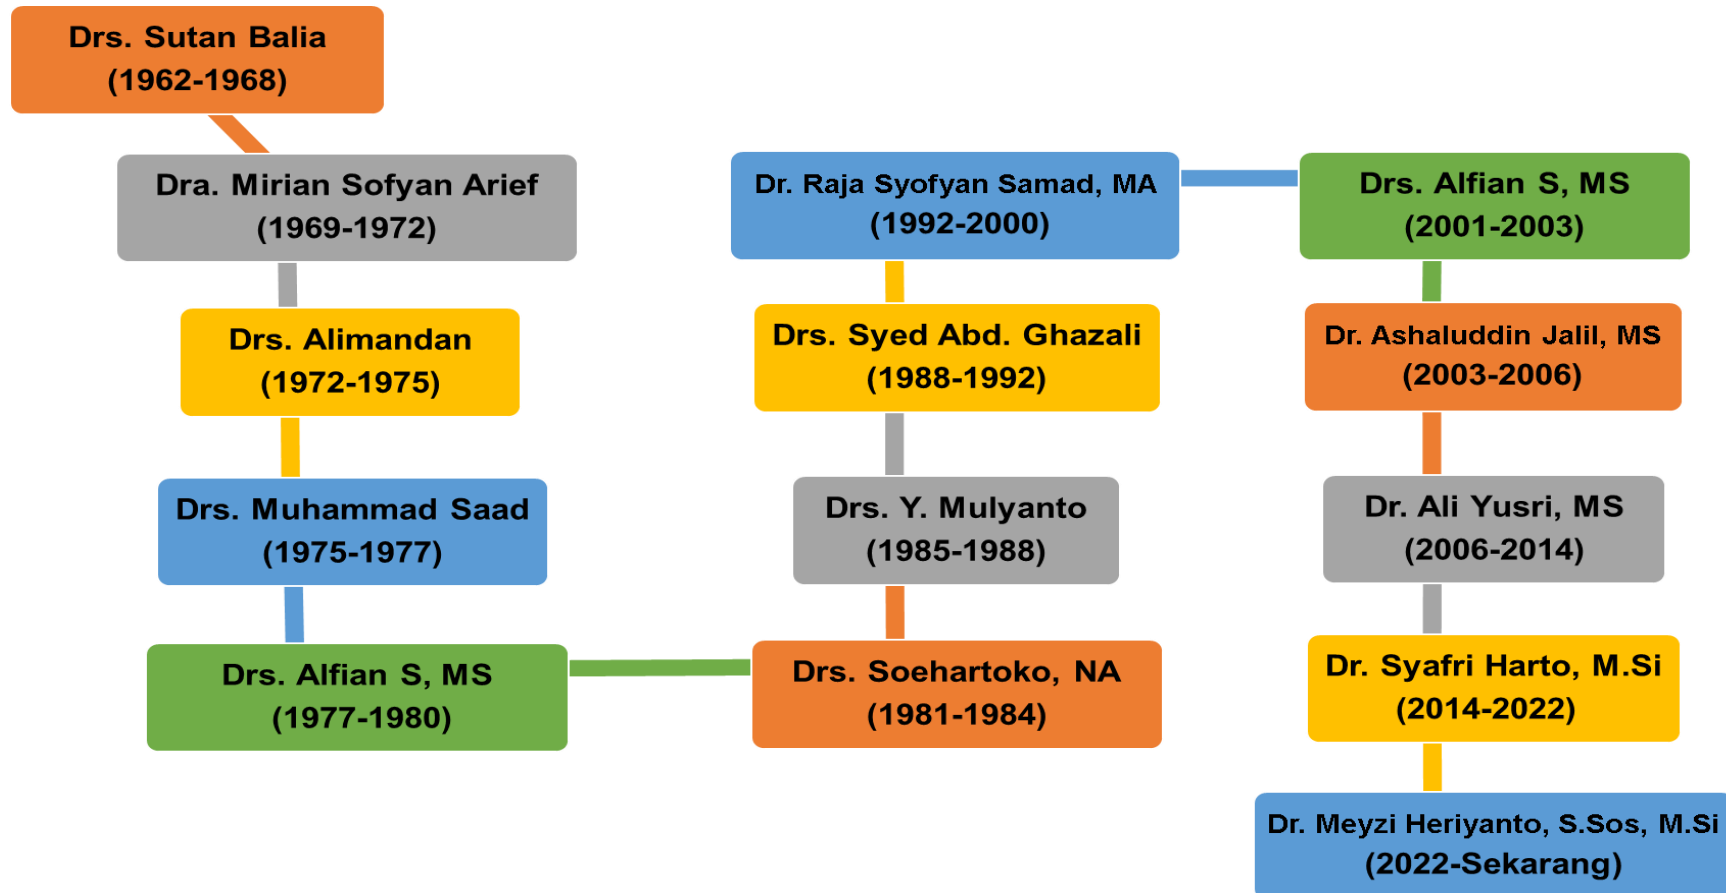 Drs. Sutan Balia
(1962-1968)
Dra. Mirian Sofyan Arief
(1969-1972)
Drs. Alimandan
(1972-1975)
Drs. Muhammad Saad
(1975-1977)
Drs. Alfian S, MS
(1977-1980)
Drs. Soehartoko, NA
(1981-1984)
Drs. Y. Mulyanto
(1985-1988)
Drs. Syed Abd. Ghazali
(1988-1992)
Dr. Raja Syofyan Samad, MA
(1992-2000)
Drs. Alfian S, MS
(2001-2003)
Dr. Ashaluddin Jalil, MS
(2003-2006)
Dr. Ali Yusri, MS
(2006-2014)
Dr. Syafri Harto, M.Si
(2014-2022)
Dr. Meyzi Heriyanto, S.Sos, M.Si
(2022-Sekarang)